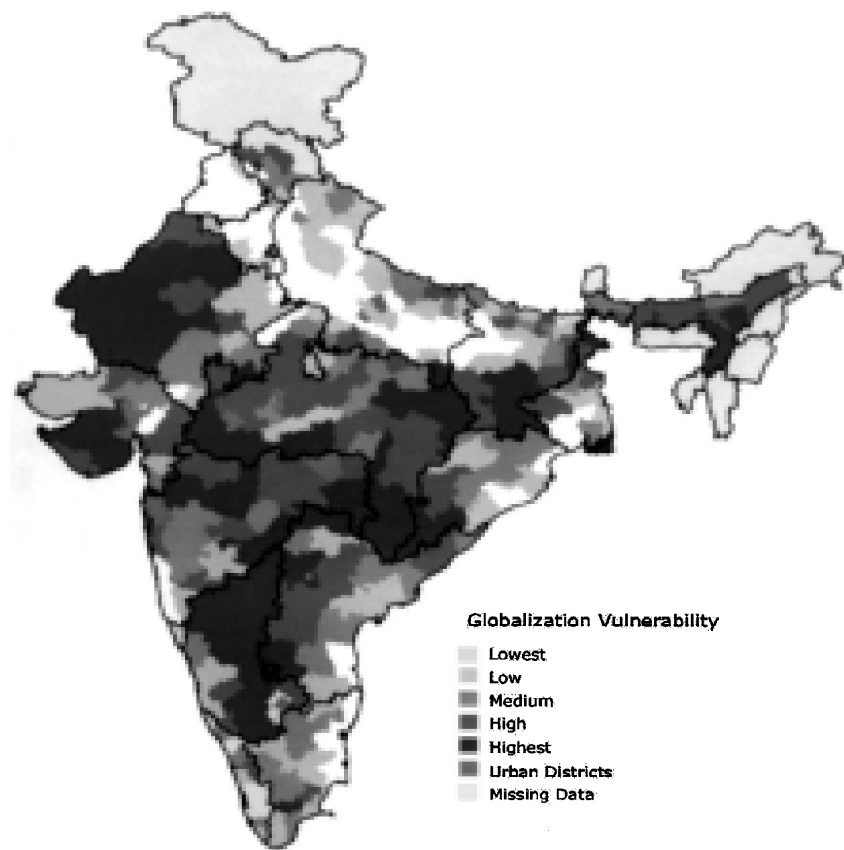 Globalization Vulnerability
Lowest
Low
Medium
High
Highest
Urban Districts
Missing Data